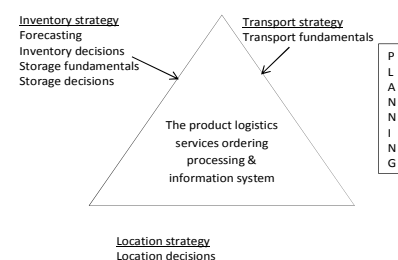 Inventory strategy
Forecasting
Inventory decisions
Storage fundamentals
Storage decisions
Transport strategy
Transport fundamentals
P
L
A
N
N
I
N
G
The product logistics
services ordering
processing &
information system
Location strategy
Location decisions